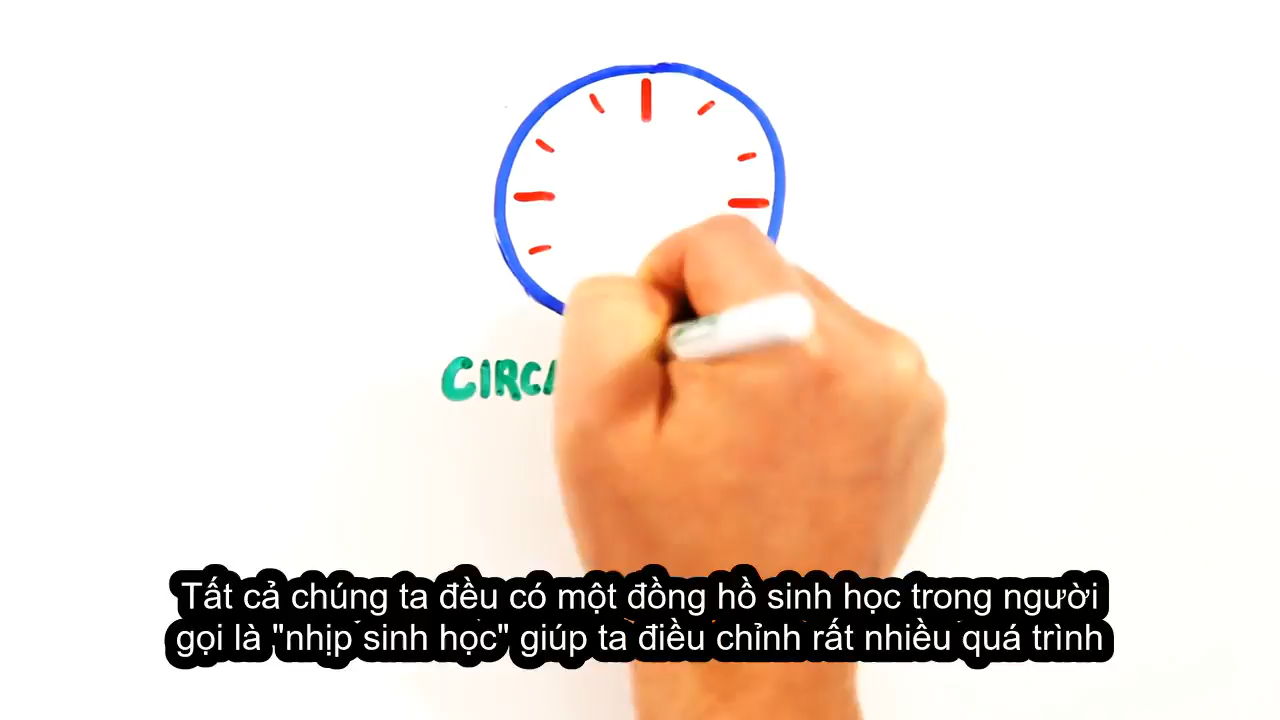 CIRCA
Tất cả chúng ta đều có một đồng hồ sinh học trong người
gọi là "nhịp sinh học" giúp ta điều chỉnh rất nhiều quá trình